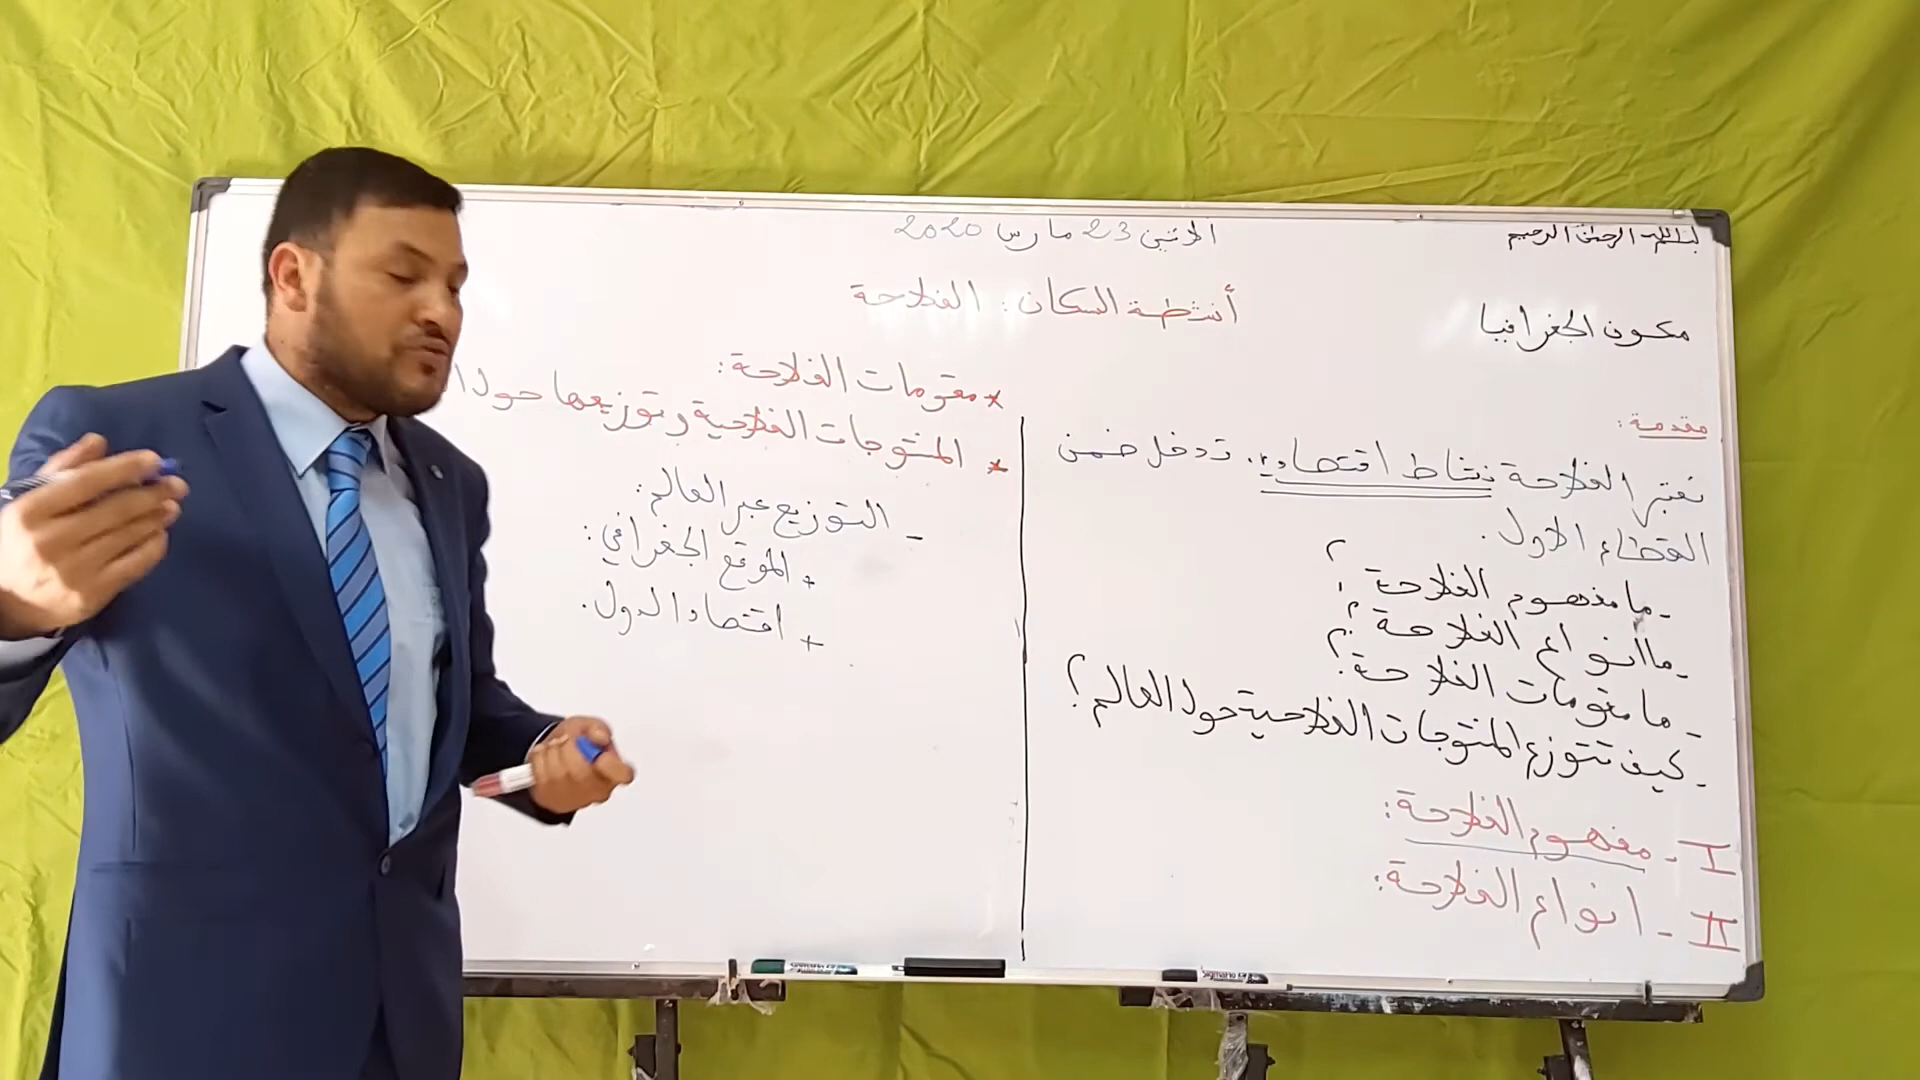 بسم الله الرحمن الرحيم
الاثنين 23 مارس 2020
مكون الجغرافيا
أنشطة السكان: الفلاحة
مقدمة:
تعتبر الفلاحة نشاط اقتصادي. تدخل ضمن
القطاع الاول.
- ما مفهوم الفلاحة؟
- ما انواع الفلاحة؟
- ما مقومات الفلاحة؟
- كيف تتوزع المنتوجات الفلاحية حول العالم؟
I - مفهوم الفلاحة:
II - انواع الفلاحة:
* مقومات الفلاحة:
* المنتوجات الفلاحية وتوزيعها حول ا
- التوزيع عبر العالم:
+ الموقع الجغرافي:
+ اقتصاد الدول.